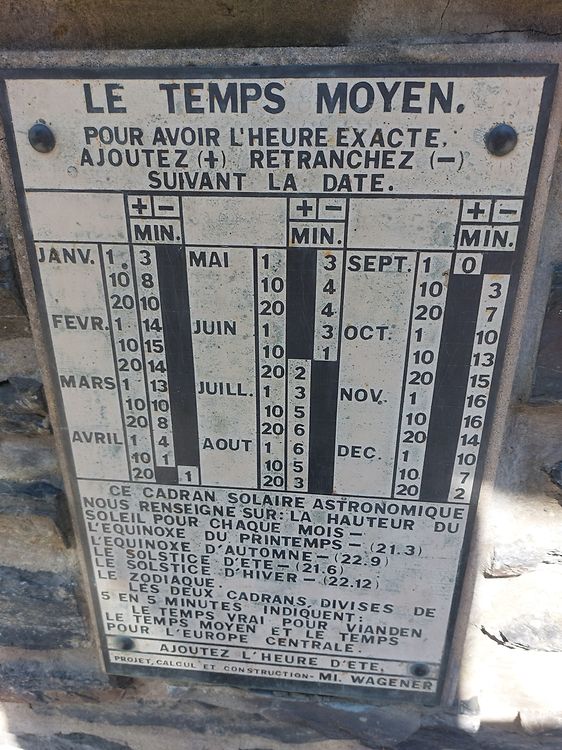 LE TEMPS MOYEN.
POUR AVOIR L'HEURE EXACTE,
AJOUTEZ (+) RETRANCHEZ (−)
SUIVANT LA DATE.
+ − + − + −
MIN. MIN. MIN.
JANV. 1 3 MAI 1 3 SEPT. 1 0
10 8 10 4 10 3
20 10 20 4 20 7
FEVR. 1 14 JUIN 1 3 OCT. 1 10
10 15 10 1 10 13
20 14 20 2 20 15
MARS 1 13 JUILL. 1 3 NOV. 1 16
10 10 10 5 10 16
20 8 20 6 20 14
AVRIL 1 4 AOUT 1 6 DEC. 1 10
10 1 10 5 10 7
20 1 20 3 20 2
CE CADRAN SOLAIRE ASTRONOMIQUE
NOUS RENSEIGNE SUR: LA HAUTEUR DU
SOLEIL POUR CHAQUE MOIS –
L'EQUINOXE DU PRINTEMPS – (21.3)
L'EQUINOXE D'AUTOMNE – (22.9)
LE SOLSTICE D'ETE – (21.6)
LE SOLSTICE D'HIVER – (22.12)
LE ZODIAQUE.
LES DEUX CADRANS, DIVISES DE
5 EN 5 MINUTES INDIQUENT:
LE TEMPS VRAI POUR VIANDEN
LE TEMPS MOYEN ET LE TEMPS
POUR L'EUROPE CENTRALE.
AJOUTEZ L'HEURE D'ETE.
PROJET, CALCUL ET CONSTRUCTION - MI. WAGENER